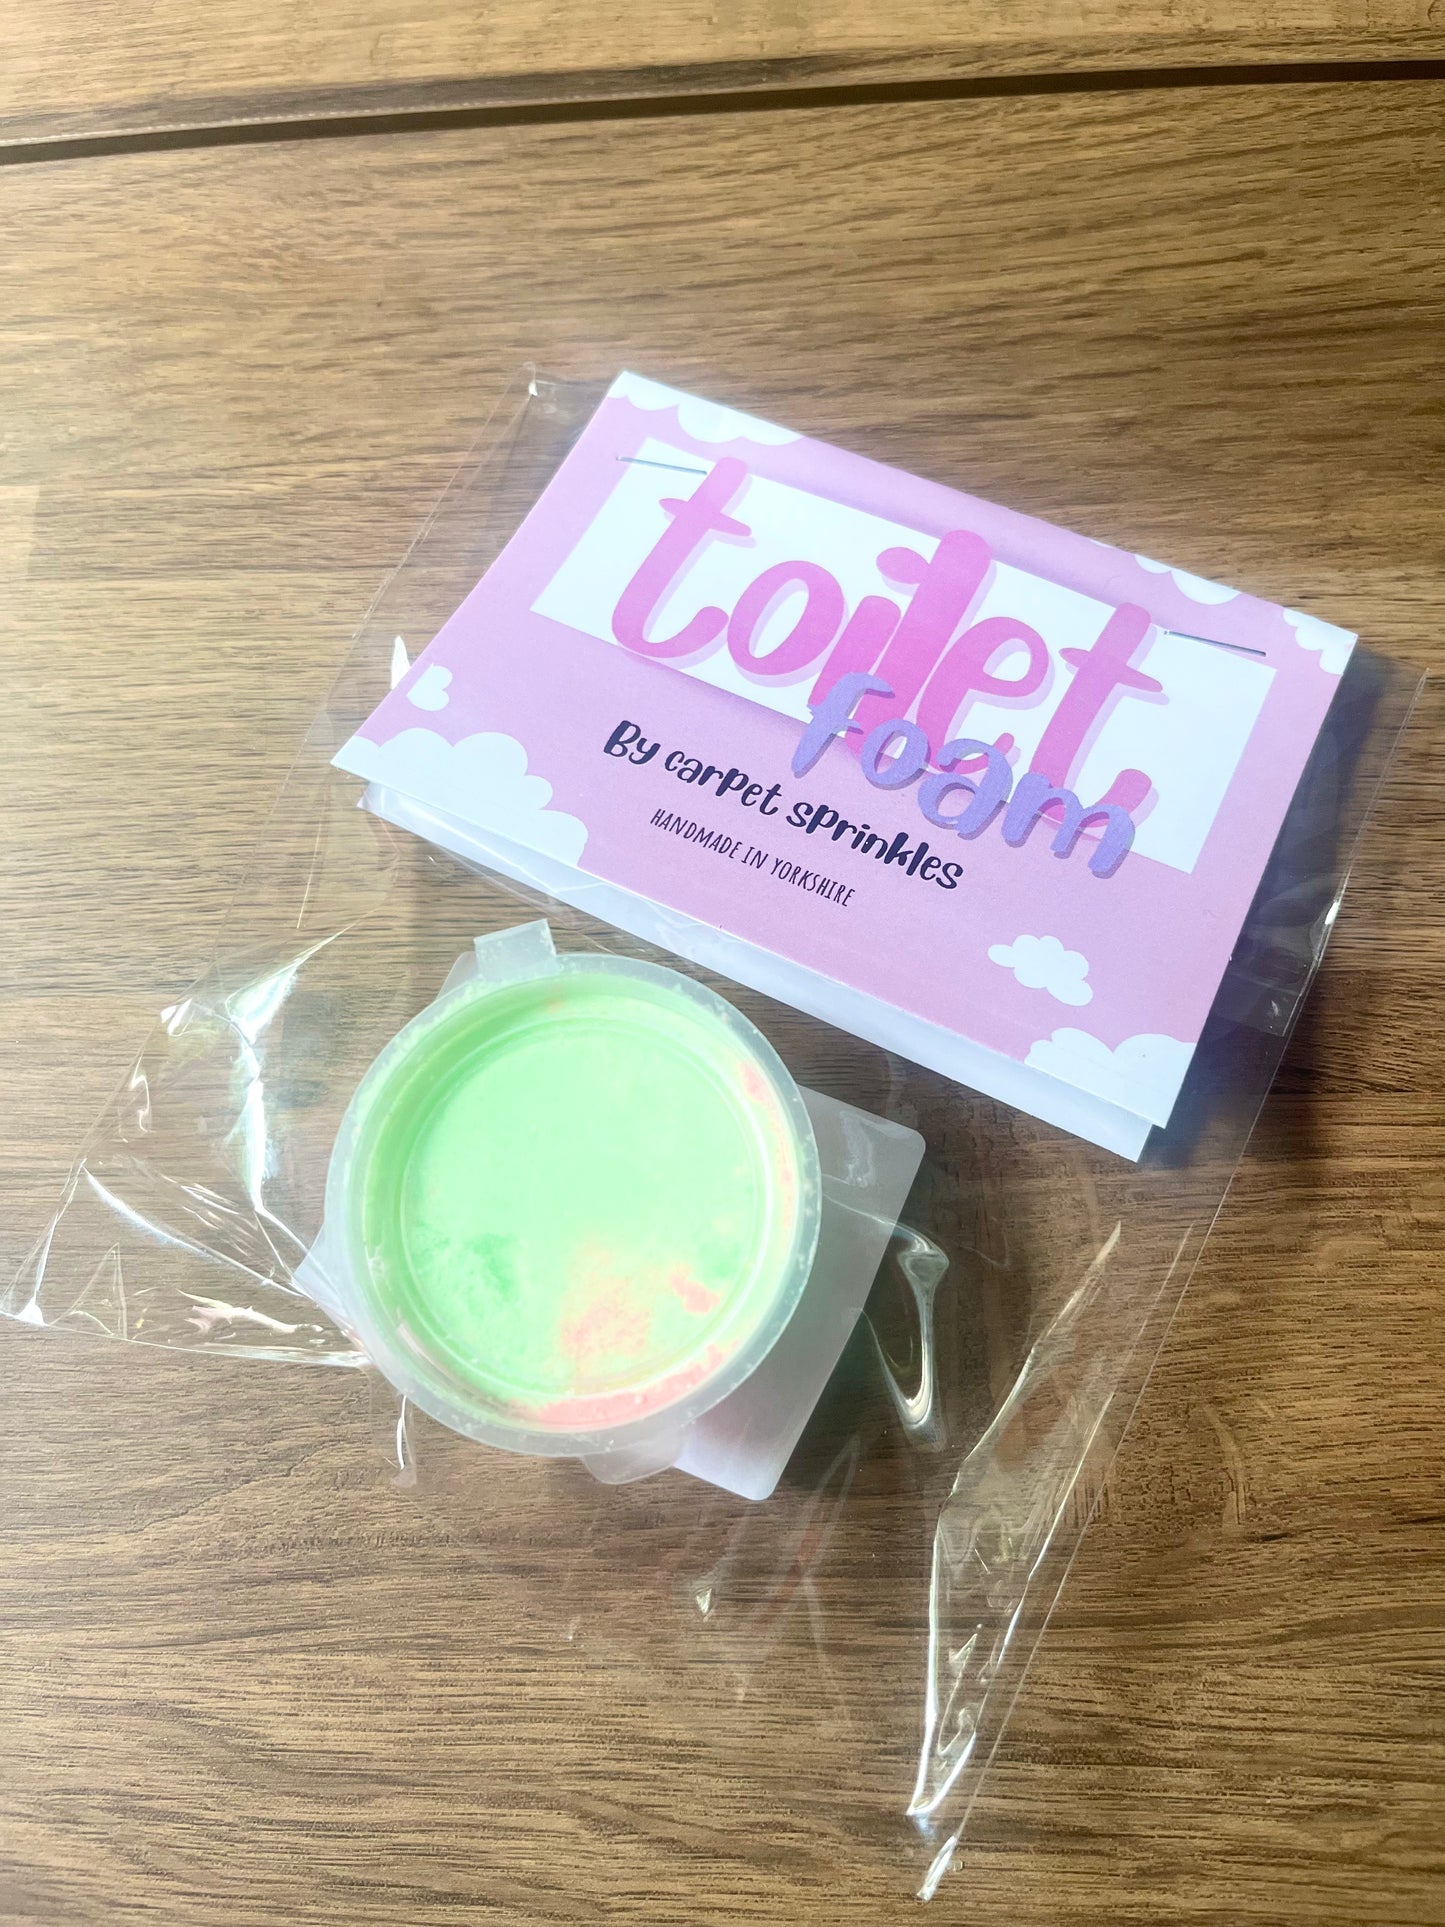 toilet
foam
By carpet sprinkles
HANDMADE IN YORKSHIRE